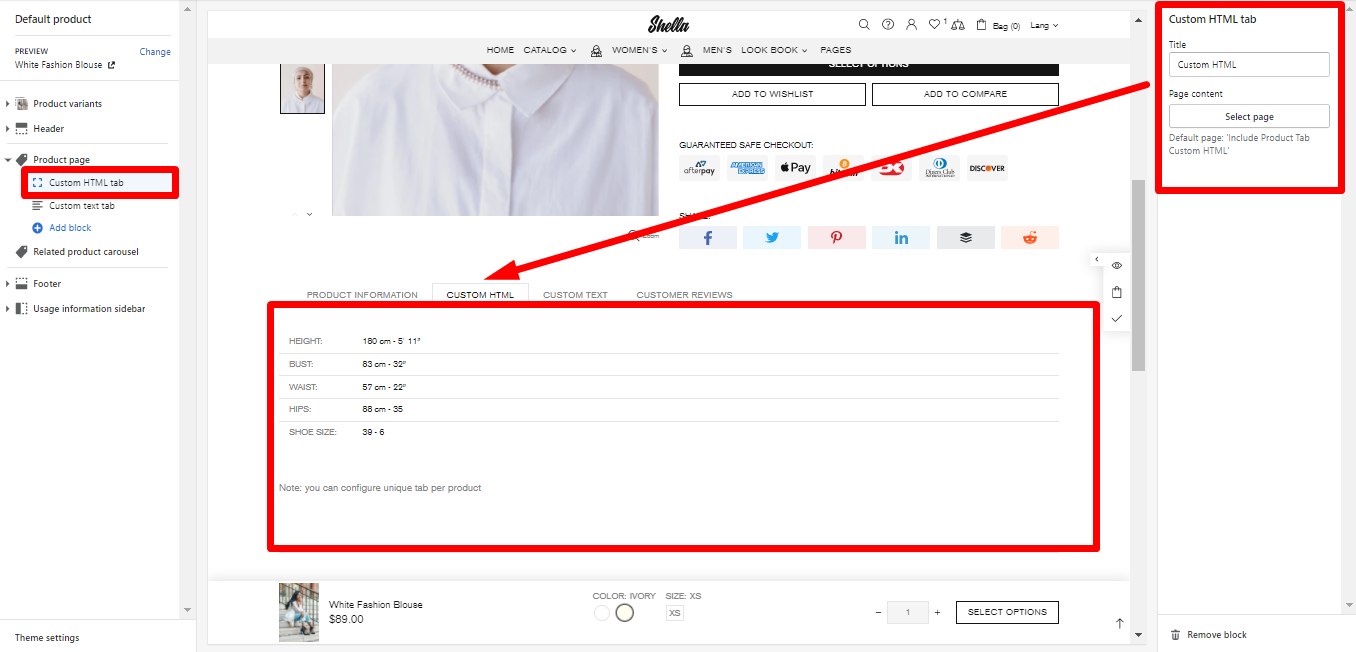 Default product
PREVIEW
Change
White Fashion Blouse
Product variants
Header
Product page
Custom HTML tab
Custom text tab
Add block
Related product carousel
Footer
Usage information sidebar
Theme settings
Shella
1
Bag (0)
Lang
HOME CATALOG WOMEN'S MEN'S LOOK BOOK PAGES
SELECT OPTIONS
ADD TO WISHLIST
ADD TO COMPARE
GUARANTEED SAFE CHECKOUT:
afterpay
AMERICAN EXPRESS
Pay
Diners Club
INTERNATIONAL
DISCOVER
SHARE:
Zoom
PRODUCT INFORMATION CUSTOM HTML CUSTOM TEXT CUSTOMER REVIEWS
HEIGHT: 180 cm - 5' 11"
BUST: 83 cm - 32"
WAIST: 57 cm - 22"
HIPS: 88 cm - 35
SHOE SIZE: 39 - 6
Note: you can configure unique tab per product
White Fashion Blouse
$89.00
COLOR: IVORY SIZE: XS
XS
− 1 +
SELECT OPTIONS
Custom HTML tab
Title
Custom HTML
Page content
Select page
Default page: 'Include Product Tab
Custom HTML'
Remove block